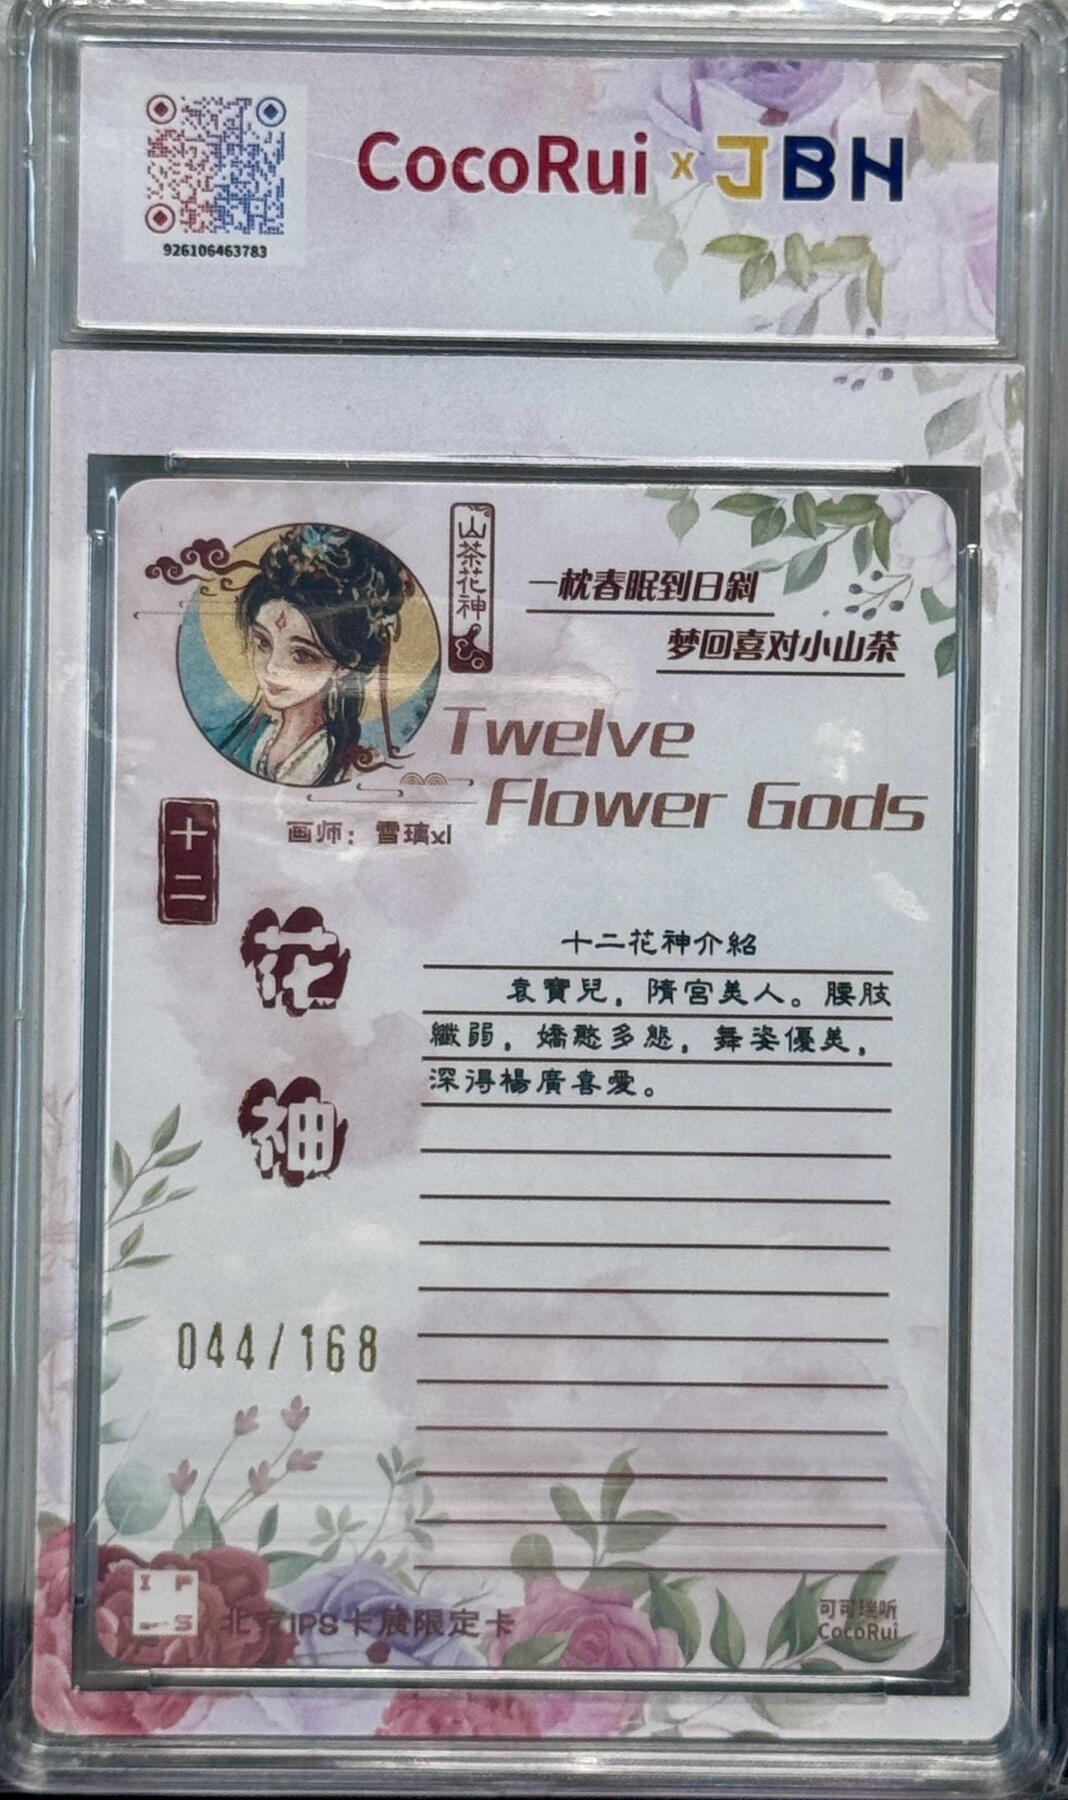 CocoRui x JBH
926106463783
山茶花神
一枕春眠到日斜
梦回喜对小山茶
Twelve
Flower Gods
画师：雪璃xl
十二
花
神
十二花神介紹
袁寶兒，隋宮美人。腰肢
纖弱，嬌憨多態，舞姿優美，
深得楊廣喜愛。
044/168
IP
S
北京IPS卡展限定卡
可可瑞听
CocoRui